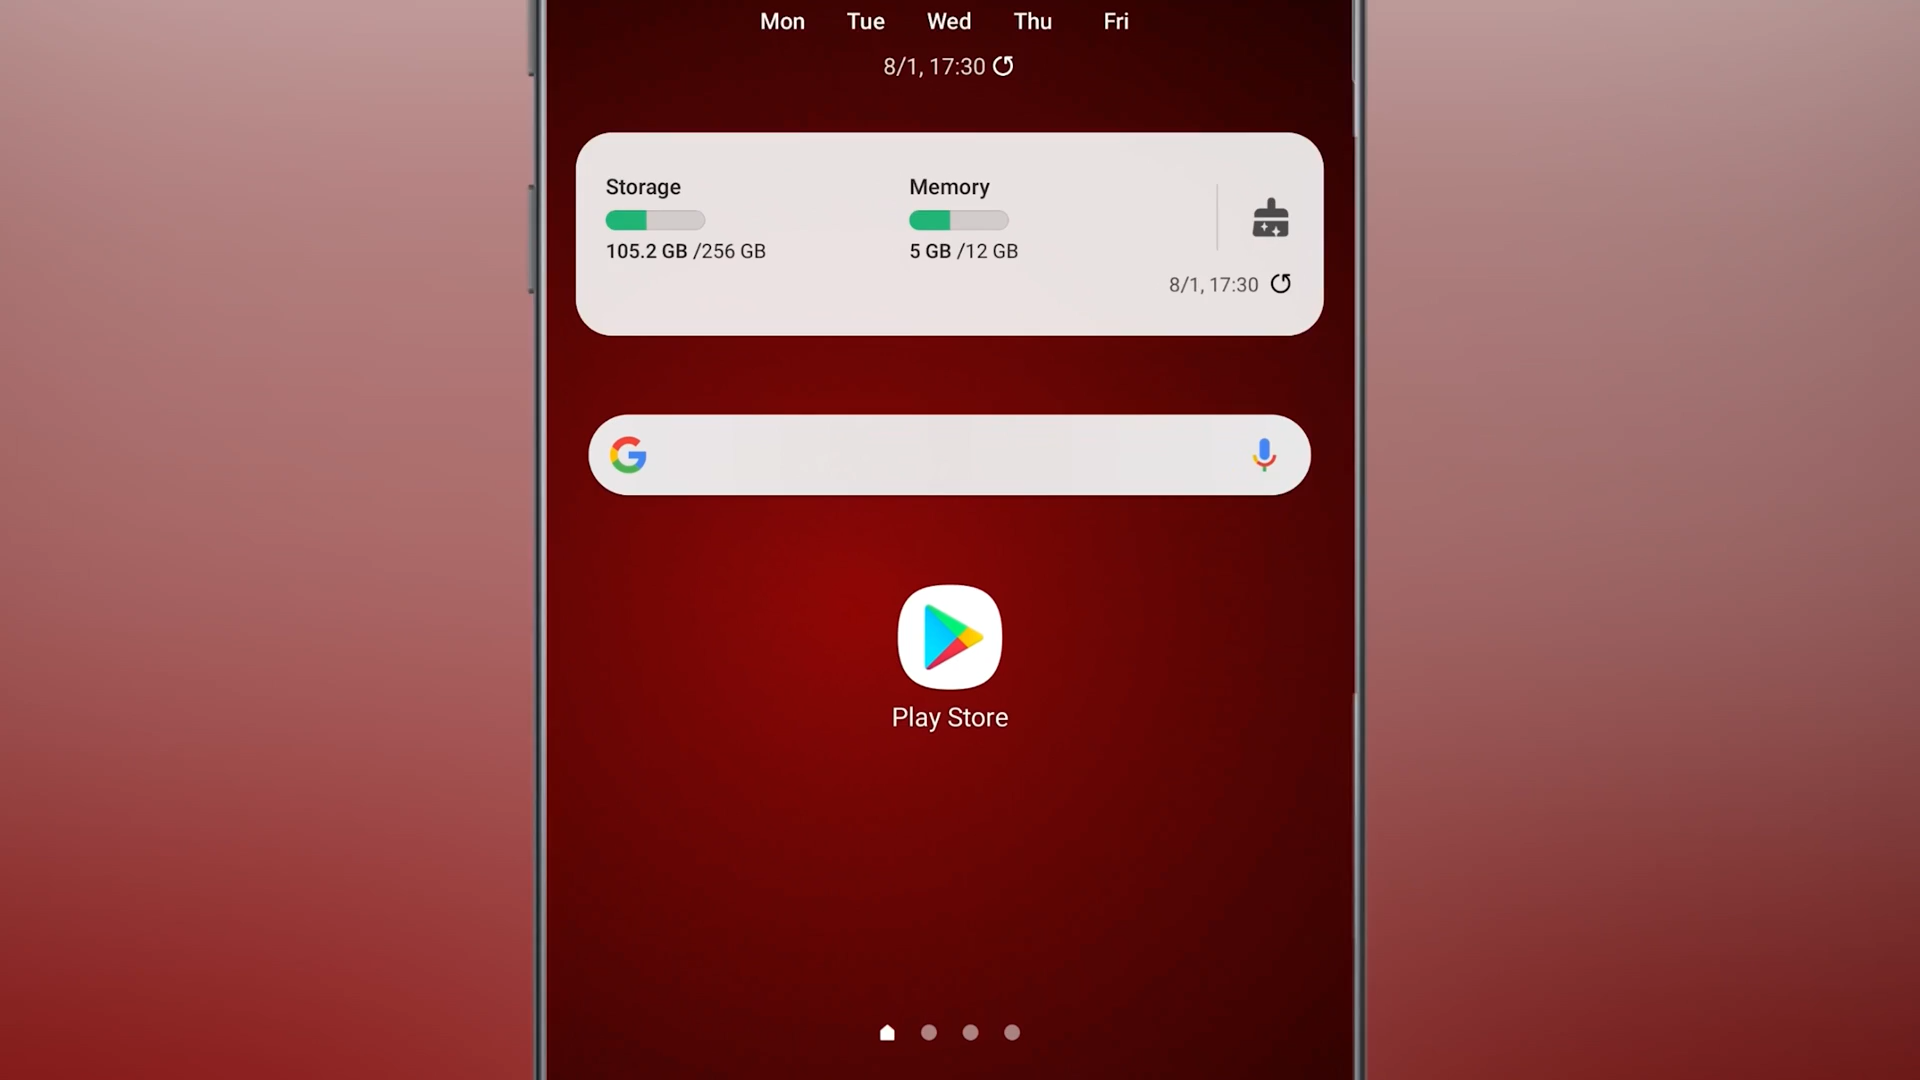 Mon Tue Wed Thu Fri
8/1, 17:30
Storage Memory
105.2 GB /256 GB 5 GB /12 GB
8/1, 17:30
Play Store